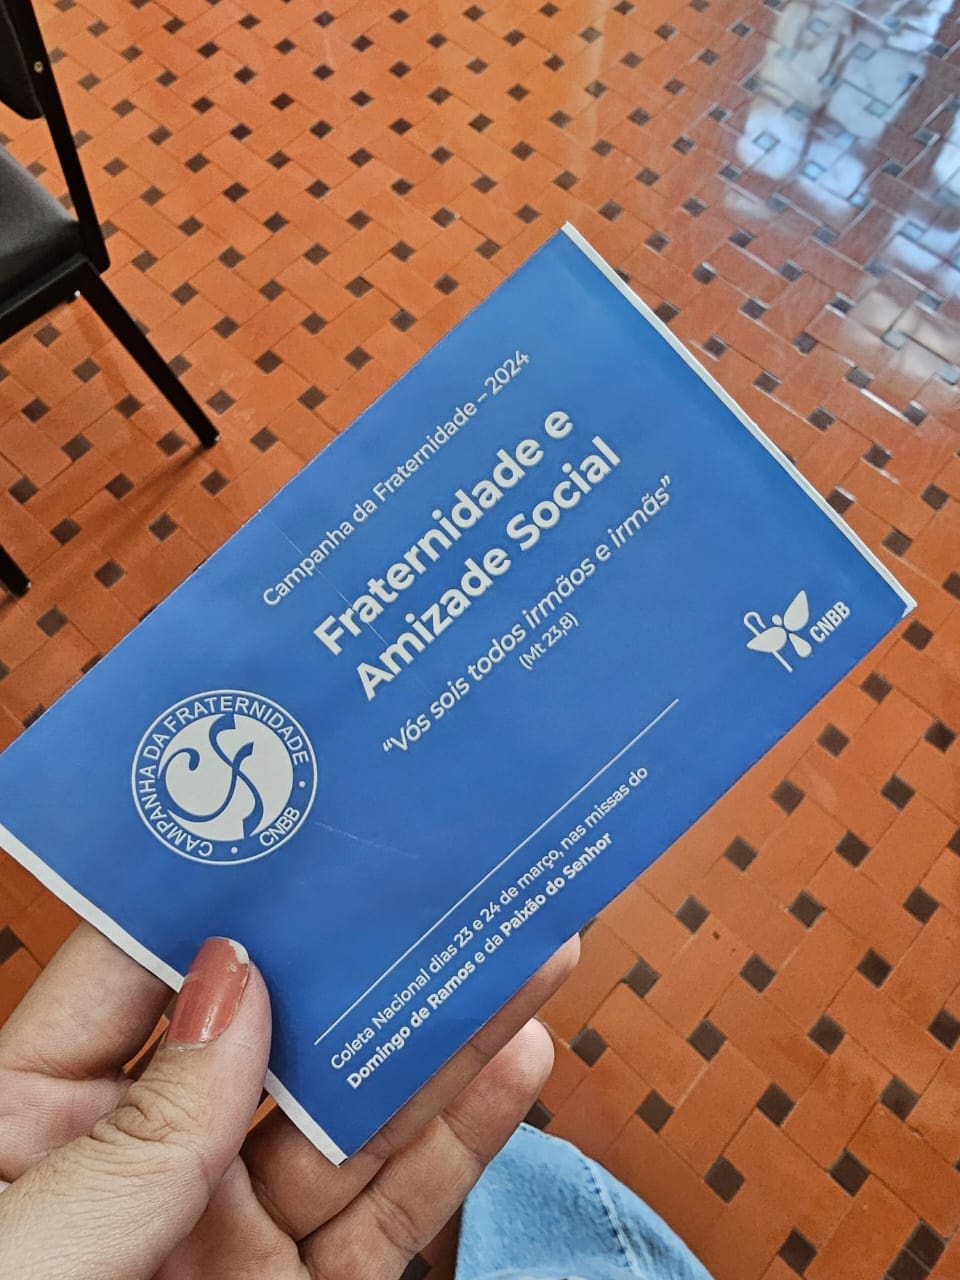 Campanha da Fraternidade – 2024
Fraternidade e
Amizade Social
“Vós sois todos irmãos e irmãs”
(Mt 23,8)
CAMPANHA DA FRATERNIDADE • CNBB •
CF
CNBB
Coleta Nacional dias 23 e 24 de março, nas missas do
Domingo de Ramos e da Paixão do Senhor